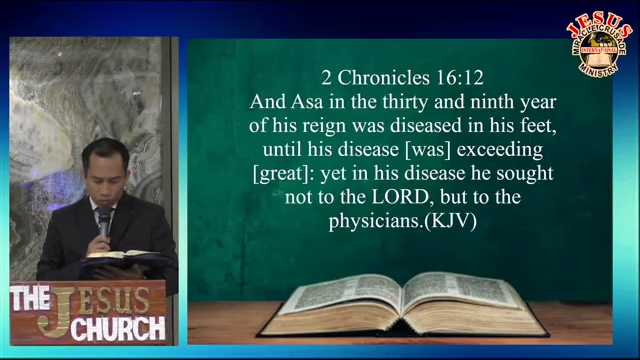 JESUS
MIRACLE CRUSADE
INTERNATIONAL
MINISTRY
2 Chronicles 16:12
And Asa in the thirty and ninth year
of his reign was diseased in his feet,
until his disease [was] exceeding
[great]: yet in his disease he sought
not to the LORD, but to the
physicians.(KJV)
THE JESUS
CHURCH